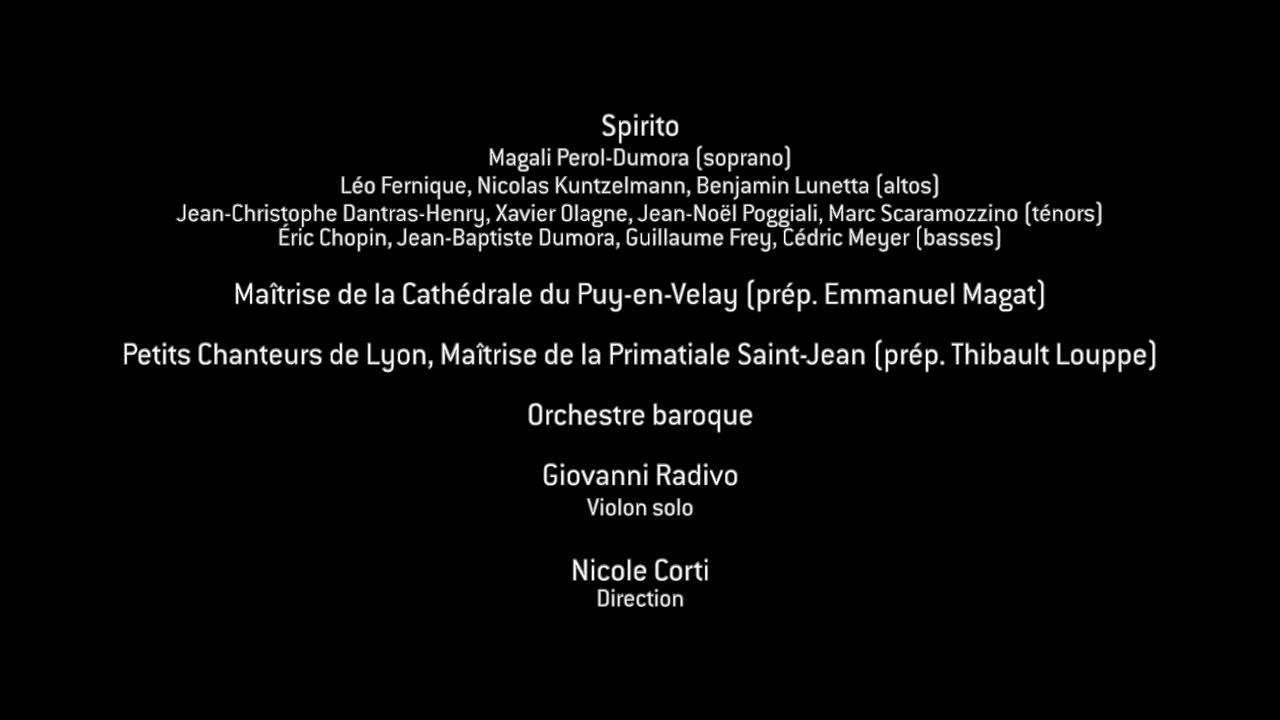 Spirito
Magali Perol-Dumora (soprano)
Léo Fernique, Nicolas Kuntzelmann, Benjamin Lunetta (altos)
Jean-Christophe Dantras-Henry, Xavier Olagne, Jean-Noël Poggiali, Marc Scaramozzino (ténors)
Éric Chopin, Jean-Baptiste Dumora, Guillaume Frey, Cédric Meyer (basses)
Maîtrise de la Cathédrale du Puy-en-Velay (prép. Emmanuel Magat)
Petits Chanteurs de Lyon, Maîtrise de la Primatiale Saint-Jean (prép. Thibault Louppe)
Orchestre baroque
Giovanni Radivo
Violon solo
Nicole Corti
Direction